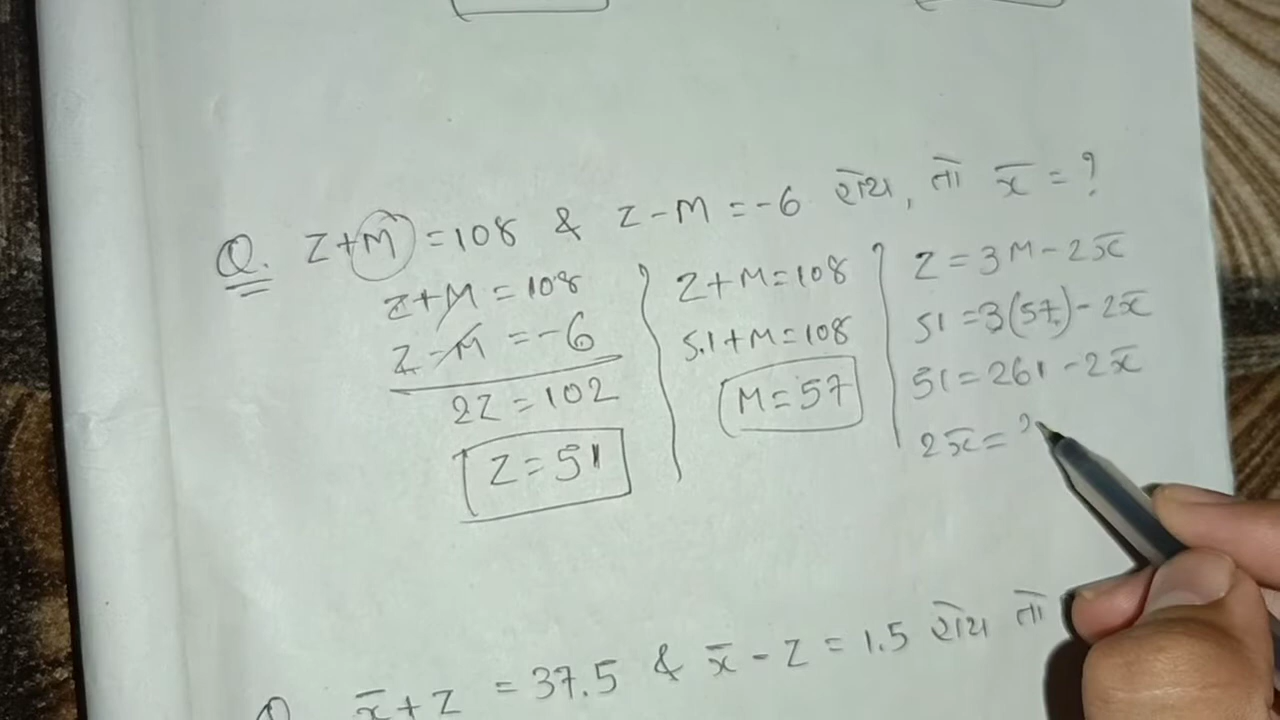 Q. Z+M = 108 & Z-M = -6 હોય, તો x̅ = ?
Z+M = 108
Z-M = -6
2Z = 102
Z = 51
Z+M = 108
51+M = 108
M = 57
Z = 3M - 2x̅
51 = 3(57) - 2x̅
51 = 261 - 2x̅
2x̅ =
x̅+Z = 37.5 & x̅ - Z = 1.5 હોય તો